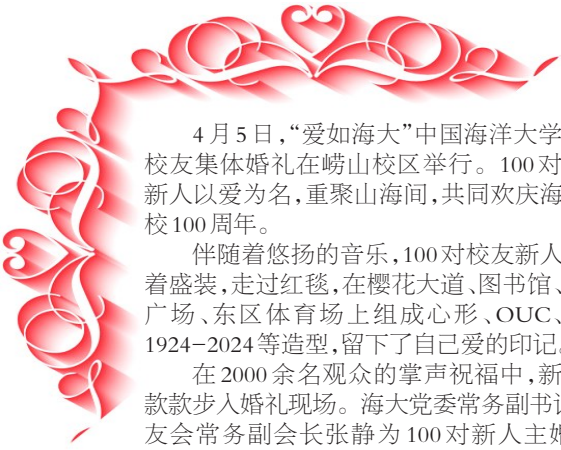 4月5日，“爱如海大”中国海洋大学
校友集体婚礼在崂山校区举行。100对
新人以爱为名，重聚山海间，共同欢庆海
校100周年。
伴随着悠扬的音乐，100对校友新人
着盛装，走过红毯，在樱花大道、图书馆、
广场、东区体育场上组成心形、OUC、
1924-2024等造型，留下了自己爱的印记。
在2000余名观众的掌声祝福中，新
款款步入婚礼现场。海大党委常务副书记
友会常务副会长张静为100对新人主婚